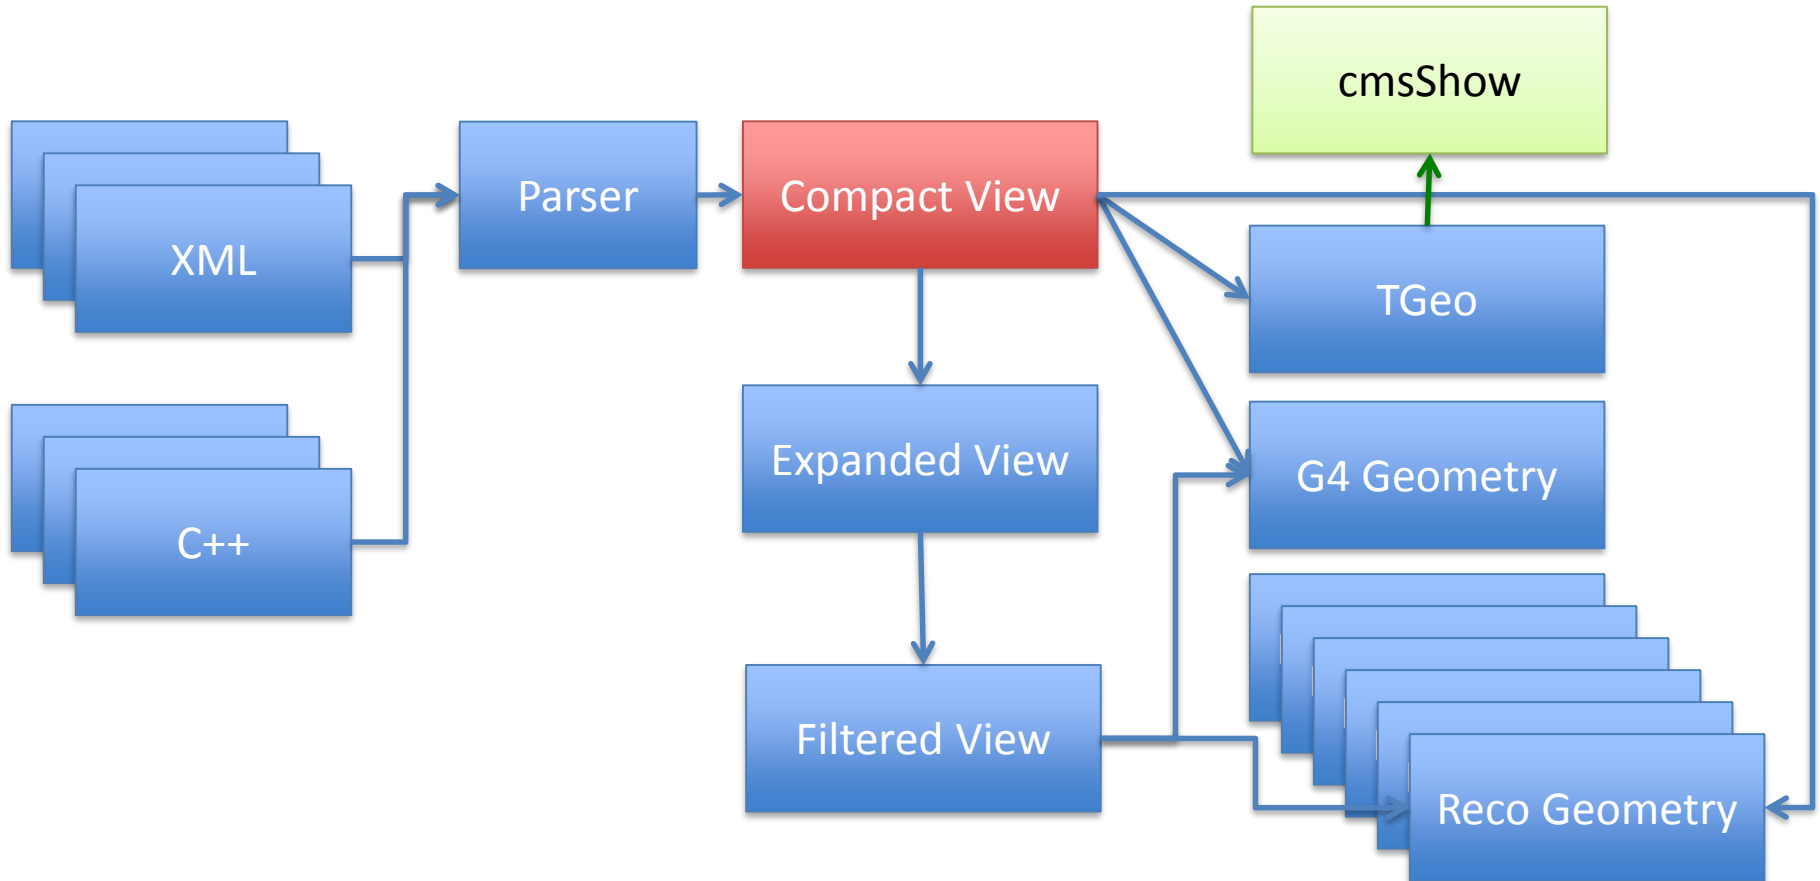 cmsShow
Parser
Compact View
XML
TGeo
Expanded View
G4 Geometry
C++
Filtered View
Reco Geometry